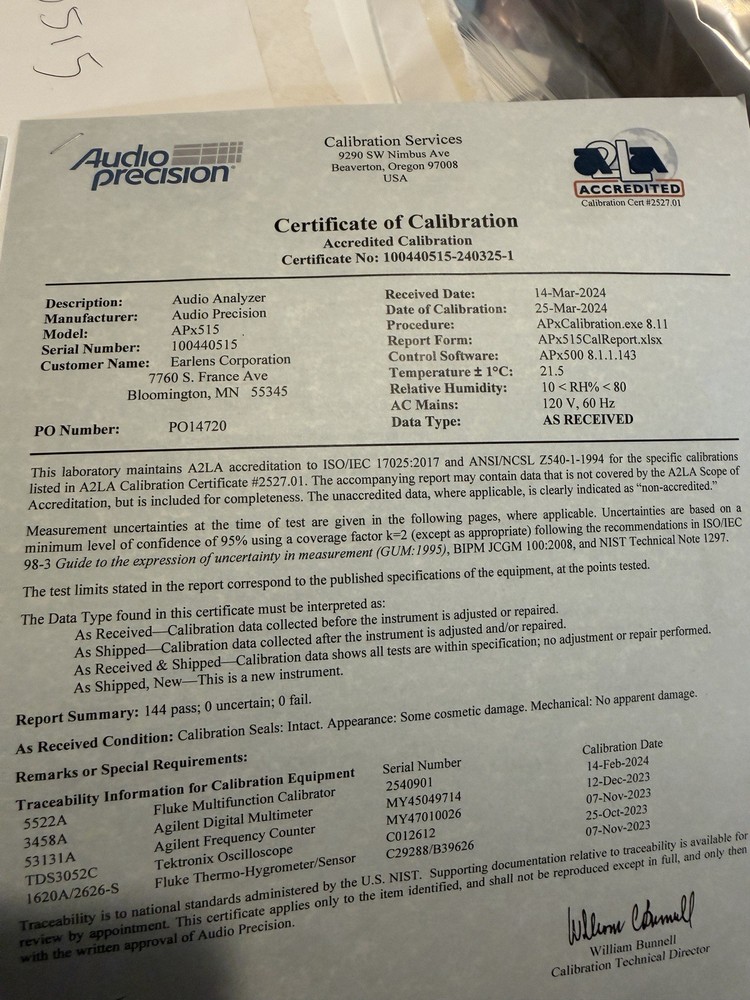 515
Audio precision
Calibration Services
9290 SW Nimbus Ave
Beaverton, Oregon 97008
USA
A2LA
ACCREDITED
Calibration Cert #2527.01
Certificate of Calibration
Accredited Calibration
Certificate No: 100440515-240325-1
Description: Audio Analyzer
Manufacturer: Audio Precision
Model: APx515
Serial Number: 100440515
Customer Name: Earlens Corporation
7760 S. France Ave
Bloomington, MN 55345
PO Number: PO14720
Received Date: 14-Mar-2024
Date of Calibration: 25-Mar-2024
Procedure: APxCalibration.exe 8.11
Report Form: APx515CalReport.xlsx
Control Software: APx500 8.1.1.143
Temperature ± 1°C: 21.5
Relative Humidity: 10 < RH% < 80
AC Mains: 120 V, 60 Hz
Data Type: AS RECEIVED
This laboratory maintains A2LA accreditation to ISO/IEC 17025:2017 and ANSI/NCSL Z540-1-1994 for the specific calibrations
listed in A2LA Calibration Certificate #2527.01. The accompanying report may contain data that is not covered by the A2LA Scope of
Accreditation, but is included for completeness. The unaccredited data, where applicable, is clearly indicated as “non-accredited.”
Measurement uncertainties at the time of test are given in the following pages, where applicable. Uncertainties are based on a
minimum level of confidence of 95% using a coverage factor k=2 (except as appropriate) following the recommendations in ISO/IEC
98-3 Guide to the expression of uncertainty in measurement (GUM:1995), BIPM JCGM 100:2008, and NIST Technical Note 1297.
The test limits stated in the report correspond to the published specifications of the equipment, at the points tested.
The Data Type found in this certificate must be interpreted as:
As Received—Calibration data collected before the instrument is adjusted or repaired.
As Shipped—Calibration data collected after the instrument is adjusted and/or repaired.
As Received & Shipped—Calibration data shows all tests are within specification; no adjustment or repair performed.
As Shipped, New—This is a new instrument.
Report Summary: 144 pass; 0 uncertain; 0 fail.
As Received Condition: Calibration Seals: Intact. Appearance: Some cosmetic damage. Mechanical: No apparent damage.
Remarks or Special Requirements:
Traceability Information for Calibration Equipment Serial Number Calibration Date
5522A Fluke Multifunction Calibrator 2540901 14-Feb-2024
3458A Agilent Digital Multimeter MY45049714 12-Dec-2023
53131A Agilent Frequency Counter MY47010026 07-Nov-2023
TDS3052C Tektronix Oscilloscope C012612 25-Oct-2023
1620A/2626-S Fluke Thermo-Hygrometer/Sensor C29288/B39626 07-Nov-2023
Traceability is to national standards administered by the U.S. NIST. Supporting documentation relative to traceability is available for
review by appointment. This certificate applies only to the item identified, and shall not be reproduced except in full, and only then
with the written approval of Audio Precision.
William Bunnell
William Bunnell
Calibration Technical Director